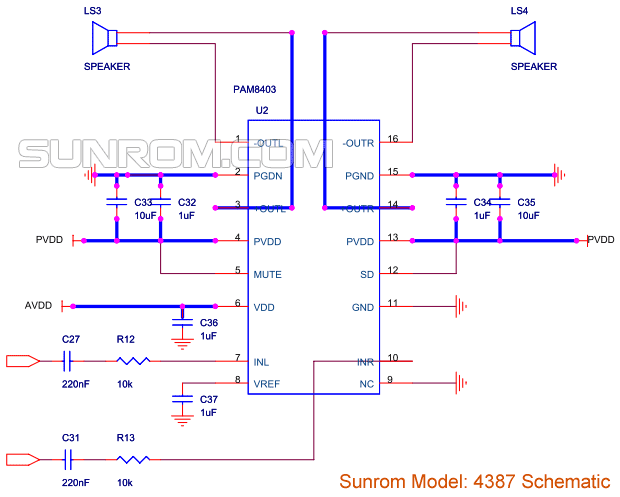 LS3
LS4
SPEAKER
SPEAKER
PAM8403
U2
SUNROM.COM
1
-OUTL
-OUTR
16
2
PGDN
PGND
15
C33
10uF
C32
1uF
C34
1uF
C35
10uF
3
+OUTL
+OUTR
14
PVDD
4
PVDD
PVDD
13
PVDD
5
MUTE
SD
12
AVDD
6
VDD
GND
11
C36
1uF
C27
220nF
R12
10k
7
INL
INR
10
8
VREF
NC
9
C37
1uF
C31
220nF
R13
10k
Sunrom Model: 4387 Schematic